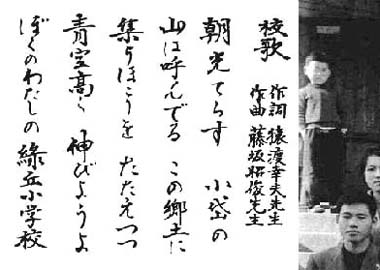 校歌
作詞 猿渡幸夫先生
作曲 藤坂昭俊先生
朝光てらす 小岱の
山は呼んでる この郷土に
集うほこりを たたえつつ
青空高く 伸びようよ
ぼくのわたしの 緑丘小学校